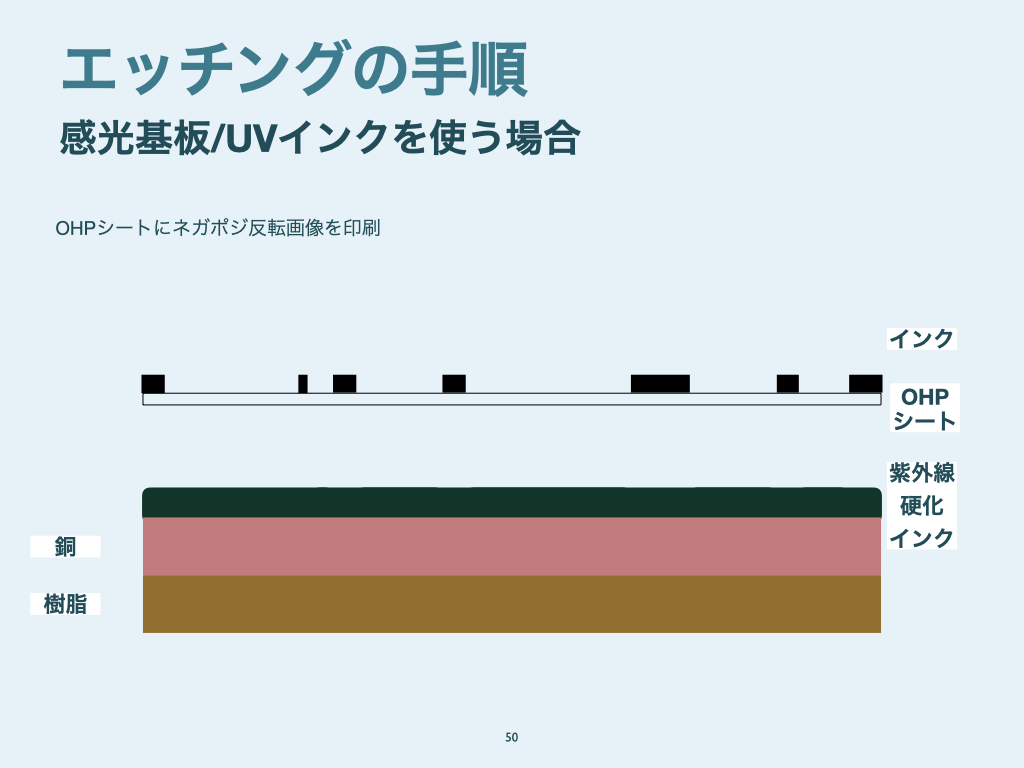 エッチングの手順
感光基板/UVインクを使う場合
OHPシートにネガポジ反転画像を印刷
インク
OHP
シート
紫外線
硬化
インク
銅
樹脂
50